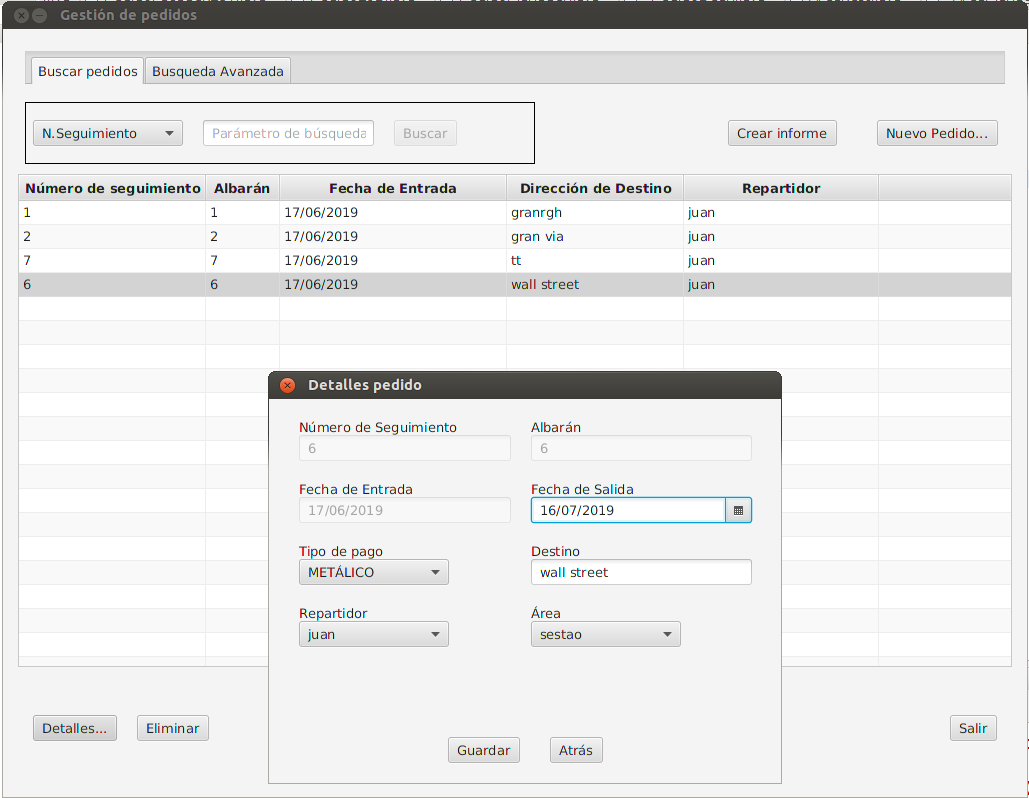 Gestión de pedidos
Buscar pedidos Busqueda Avanzada
N.Seguimiento Parámetro de búsqueda Buscar Crear informe Nuevo Pedido...
Número de seguimiento Albarán Fecha de Entrada Dirección de Destino Repartidor
1 1 17/06/2019 granrgh juan
2 2 17/06/2019 gran via juan
7 7 17/06/2019 tt juan
6 6 17/06/2019 wall street juan
Detalles pedido
Número de Seguimiento Albarán
6 6
Fecha de Entrada Fecha de Salida
17/06/2019 16/07/2019
Tipo de pago Destino
METÁLICO wall street
Repartidor Área
juan sestao
Detalles... Eliminar Salir
Guardar Atrás